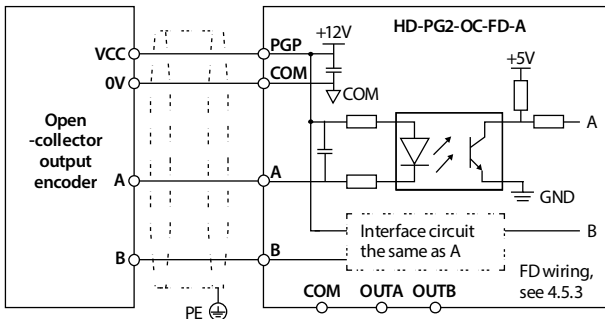 HD-PG2-OC-FD-A
+12V
VCC
PGP
+5V
0V
COM
COM
Open
-collector
output
encoder
A
A
A
GND
Interface circuit
the same as A
B
B
B
FD wiring,
see 4.5.3
COM OUTA OUTB
PE